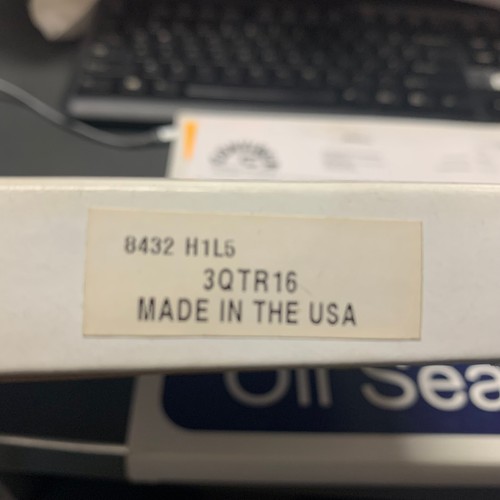 8432 H1L5
3QTR16
MADE IN THE USA
Oil Sea